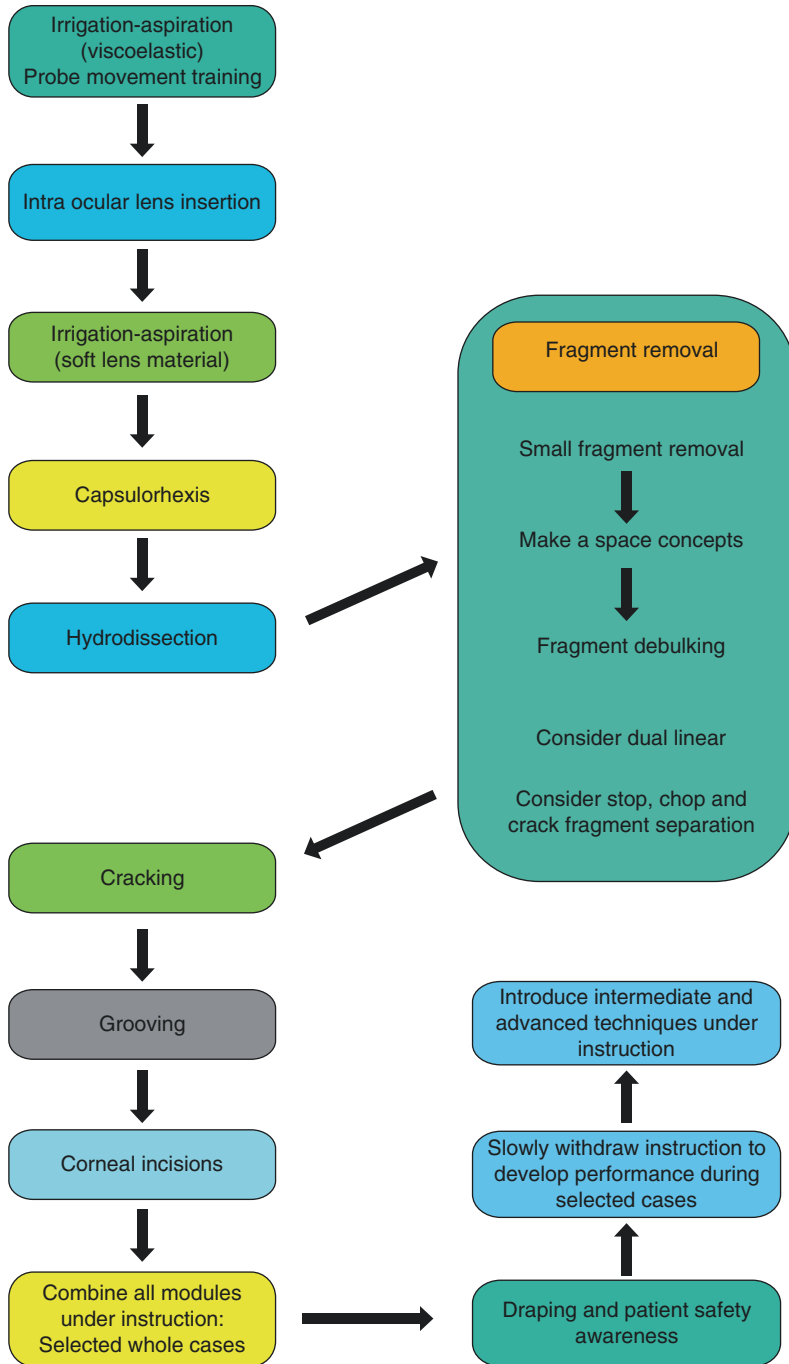 Irrigation-aspiration
(viscoelastic)
Probe movement training
Intra ocular lens insertion
Irrigation-aspiration
(soft lens material)
Capsulorhexis
Hydrodissection
Fragment removal
Small fragment removal
Make a space concepts
Fragment debulking
Consider dual linear
Consider stop, chop and
crack fragment separation
Cracking
Grooving
Corneal incisions
Combine all modules
under instruction:
Selected whole cases
Draping and patient safety
awareness
Slowly withdraw instruction to
develop performance during
selected cases
Introduce intermediate and
advanced techniques under
instruction